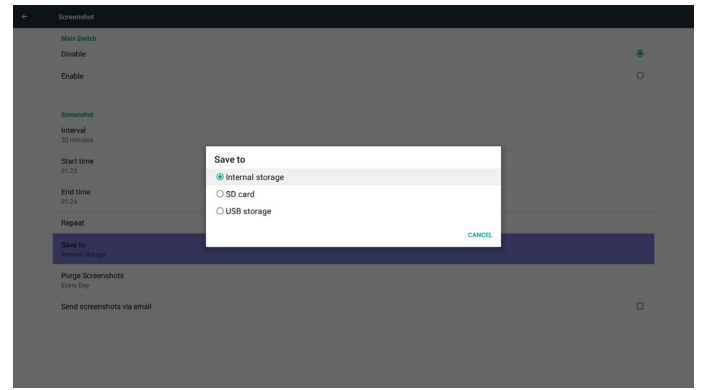 Screenshot
Main Switch
Disable
Enable
Screenshot
Interval
30 minutes
Start time
01:23
End time
01:24
Repeat
Save to
Internal storage
Purge Screenshots
Every Day
Send screenshots via email
Save to
Internal storage
SD card
USB storage
CANCEL